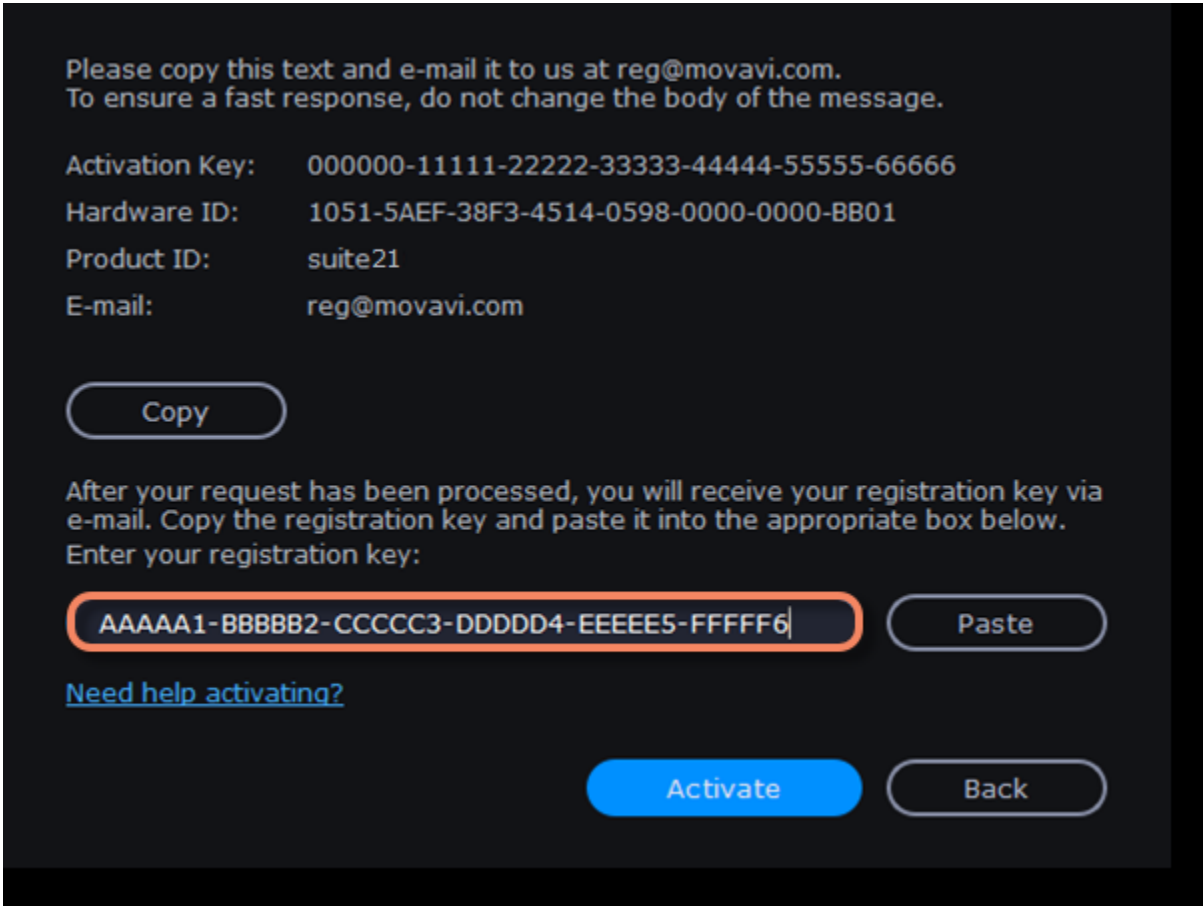 Please copy this text and e-mail it to us at reg@movavi.com.
To ensure a fast response, do not change the body of the message.
Activation Key: 000000-11111-22222-33333-44444-55555-66666
Hardware ID: 1051-5AEF-38F3-4514-0598-0000-0000-BB01
Product ID: suite21
E-mail: reg@movavi.com
Copy
After your request has been processed, you will receive your registration key via
e-mail. Copy the registration key and paste it into the appropriate box below.
Enter your registration key:
AAAAA1-BBBBB2-CCCCC3-DDDDD4-EEEEE5-FFFFF6 Paste
Need help activating?
Activate Back